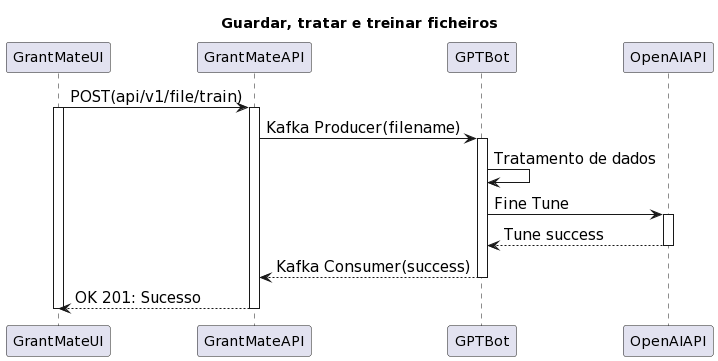 Guardar, tratar e treinar ficheiros
GrantMateUI
GrantMateAPI
GPTBot
OpenAIAPI
POST(api/v1/file/train)
Kafka Producer(filename)
Tratamento de dados
Fine Tune
Tune success
Kafka Consumer(success)
OK 201: Sucesso
GrantMateUI
GrantMateAPI
GPTBot
OpenAIAPI